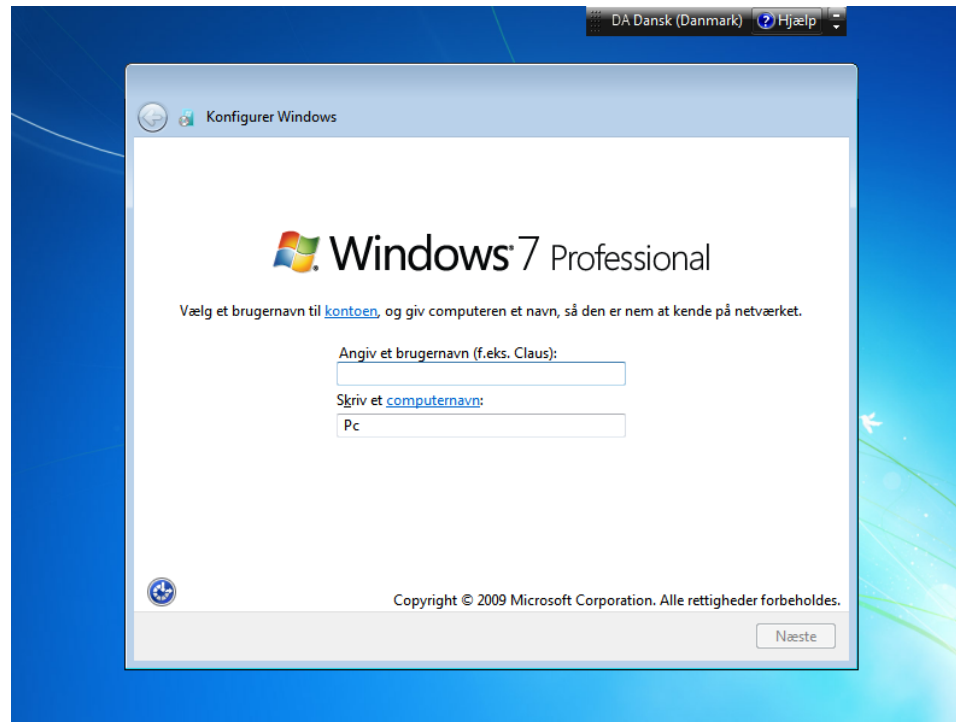 DA Dansk (Danmark) Hjælp
Konfigurer Windows
Windows 7 Professional
Vælg et brugernavn til kontoen, og giv computeren et navn, så den er nem at kende på netværket.
Angiv et brugernavn (f.eks. Claus):
Skriv et computernavn:
Pc
Copyright © 2009 Microsoft Corporation. Alle rettigheder forbeholdes.
Næste